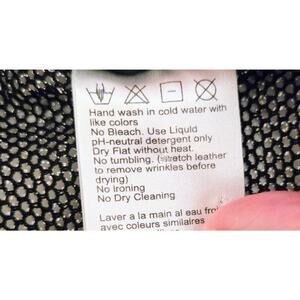 Hand wash in cold water with
like colors
No Bleach. Use Liquid
pH-neutral detergent only
Dry Flat without heat.
No tumbling. (stretch leather
to remove wrinkles before
drying)
No Ironing
No Dry Cleaning
Laver a la main al eau froi
avec couleurs similaires